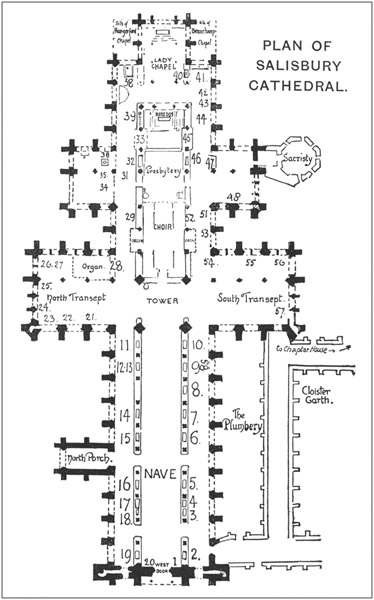 PLAN OF
SALISBURY
CATHEDRAL.
Site of
Hungerford
Chapel
Site of
Beauchamp
Chapel
LADY
CHAPEL
38
40
41.
42
43
44
39
REREDOS
33
45
32
46
47
Presbytery
Sacristy
38
35.
34
31
48
29
CHOIR
52.
51
53
ORGAN
ORGAN
26.27
Organ.
28.
54.
55
56
25.
North Transept
TOWER
South Transept.
24.
57.
23.
22.
21.
to Chapter House →
11
10.
12.13
9
58
Cloister
Garth.
8.
14
7.
The
Plumbery
15
6.
North Porch.
NAVE
16
5.
17
4
18.
3.
19
20
WEST
DOOR
1
2.